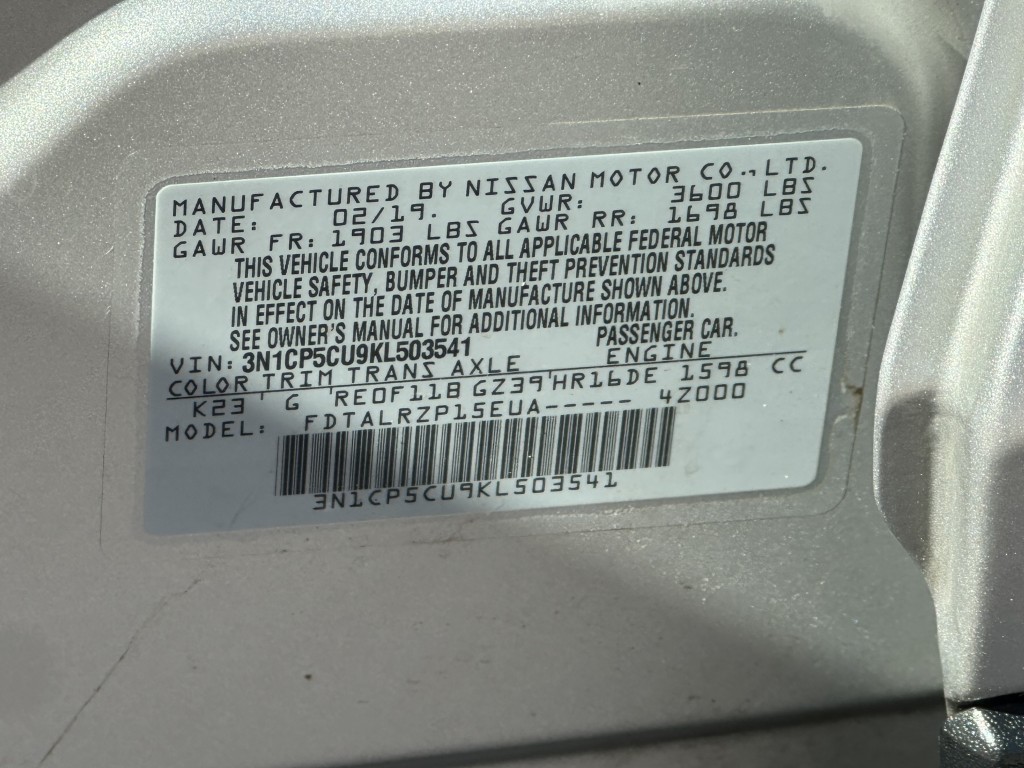 MANUFACTURED BY NISSAN MOTOR CO., LTD.
DATE: 02/19. GVWR: 3600 LBS
GAWR FR: 1903 LBS GAWR RR: 1698 LBS
THIS VEHICLE CONFORMS TO ALL APPLICABLE FEDERAL MOTOR
VEHICLE SAFETY, BUMPER AND THEFT PREVENTION STANDARDS
IN EFFECT ON THE DATE OF MANUFACTURE SHOWN ABOVE.
SEE OWNER'S MANUAL FOR ADDITIONAL INFORMATION.
VIN: 3N1CP5CU9KL503541 PASSENGER CAR.
COLOR TRIM TRANS AXLE ENGINE
K23 ' G 'RE0F11B GZ39'HR16DE 1598 CC
MODEL: FDTALRZP15EUA----- 4Z000
3N1CP5CU9KL503541